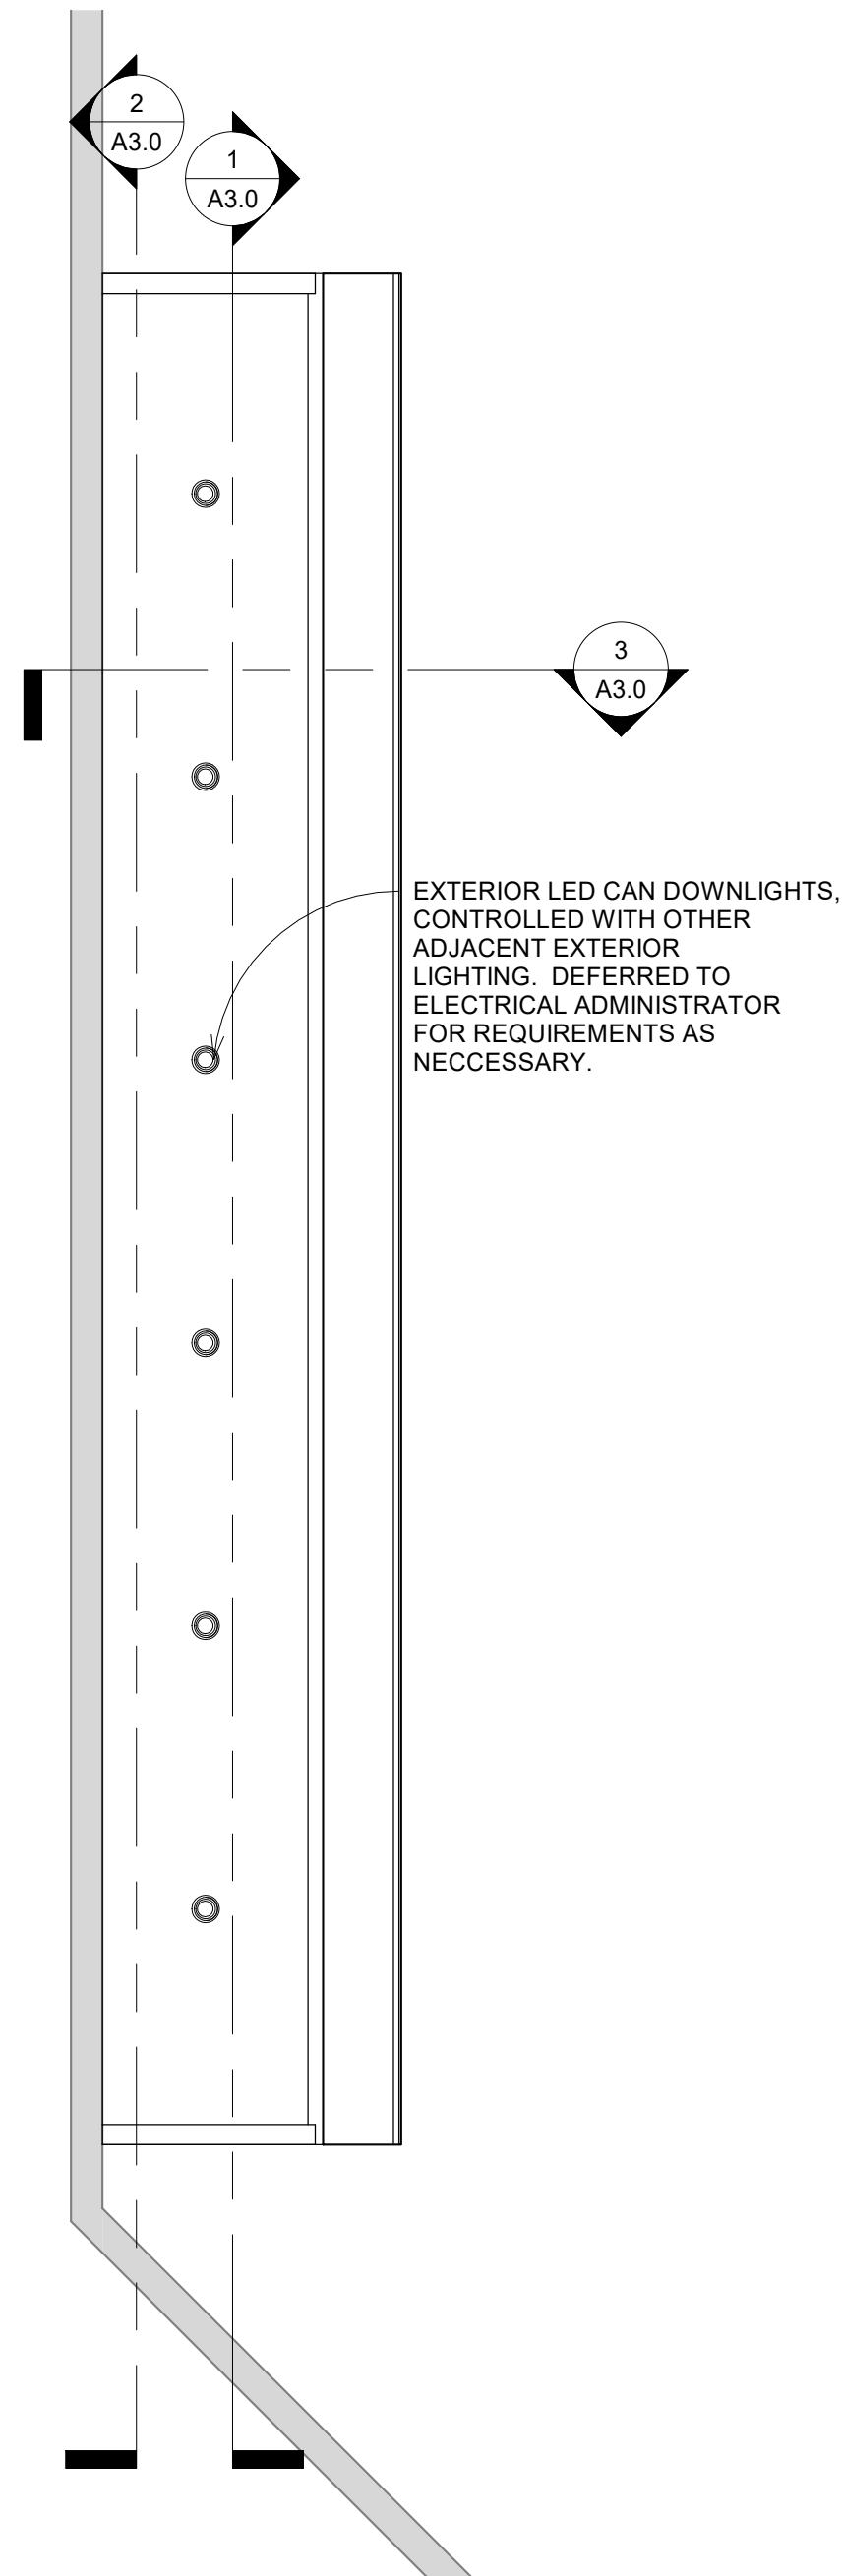 2
A3.0
1
A3.0
3
A3.0
EXTERIOR LED CAN DOWNLIGHTS,
CONTROLLED WITH OTHER
ADJACENT EXTERIOR
LIGHTING.  DEFERRED TO
ELECTRICAL ADMINISTRATOR
FOR REQUIREMENTS AS
NECCESSARY.